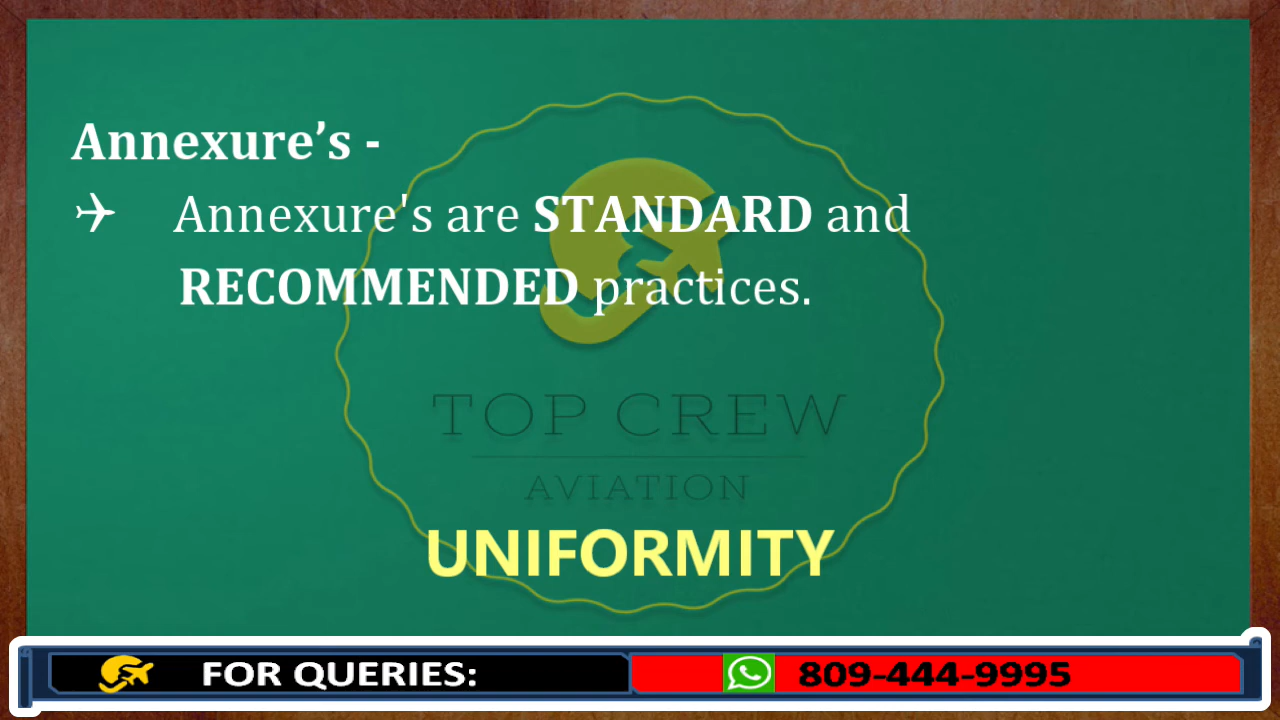 Annexure’s -
✈ Annexure's are STANDARD and
RECOMMENDED practices.
TOP CREW
AVIATION
UNIFORMITY
FOR QUERIES: 809-444-9995